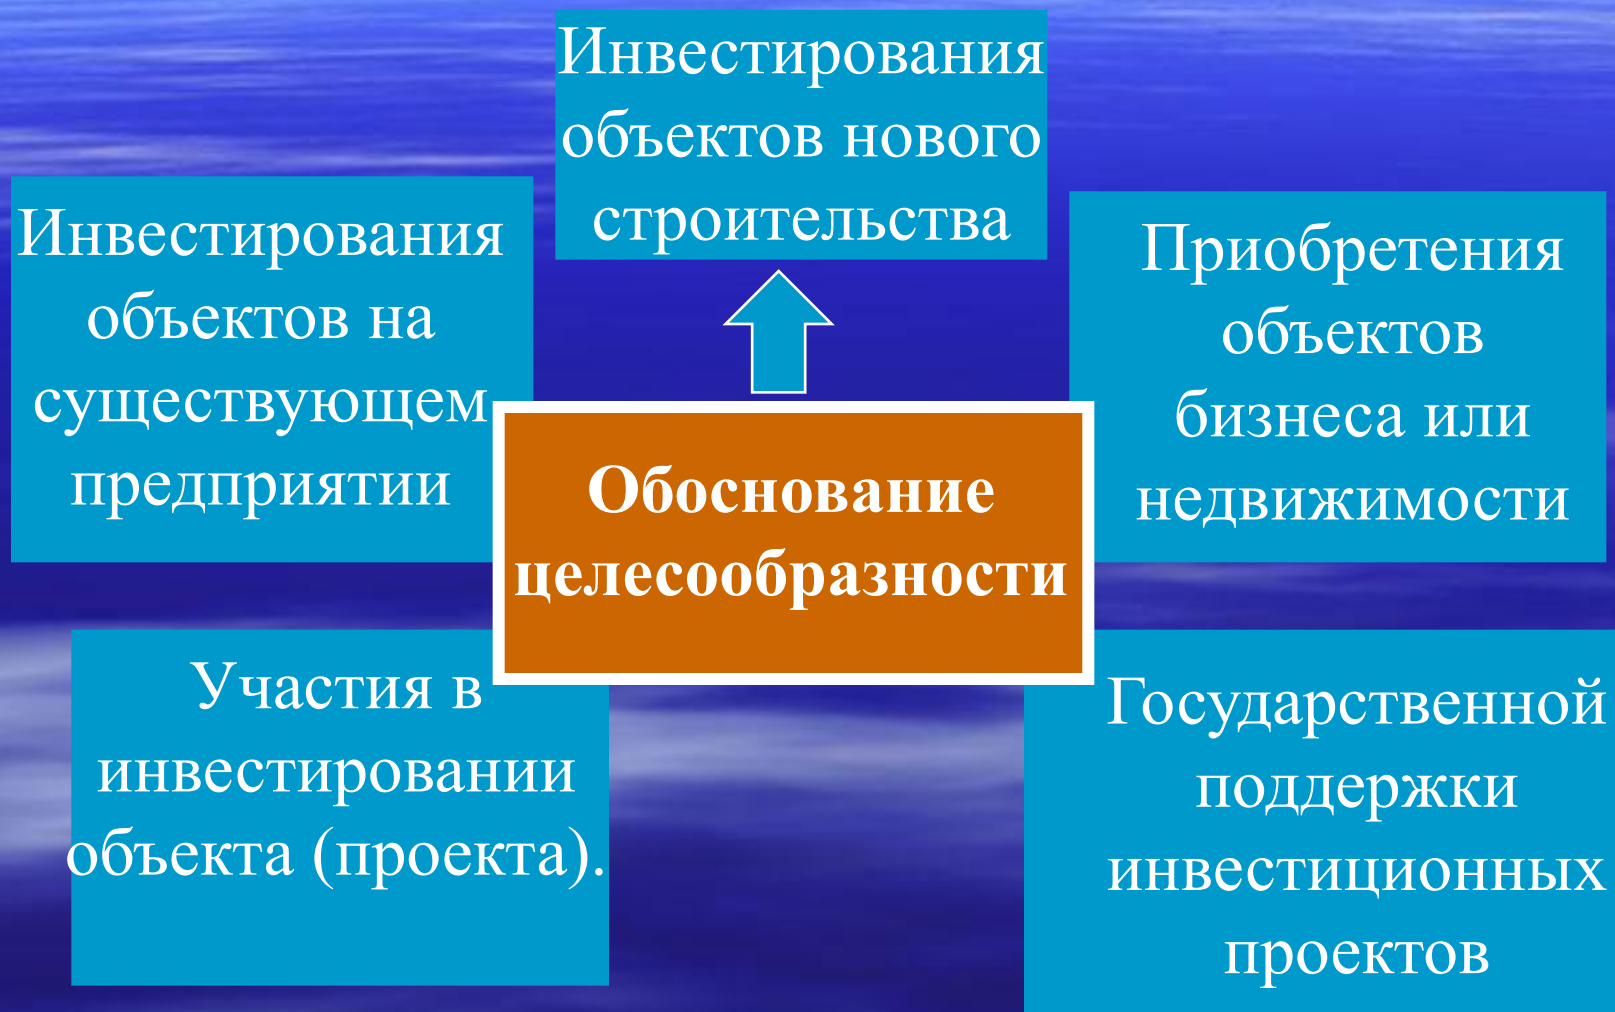 Инвестирования
объектов нового
строительства
Инвестирования
объектов на
существующем
предприятии
Приобретения
объектов
бизнеса или
недвижимости
Обоснование
целесообразности
Участия в
инвестировании
объекта (проекта).
Государственной
поддержки
инвестиционных
проектов